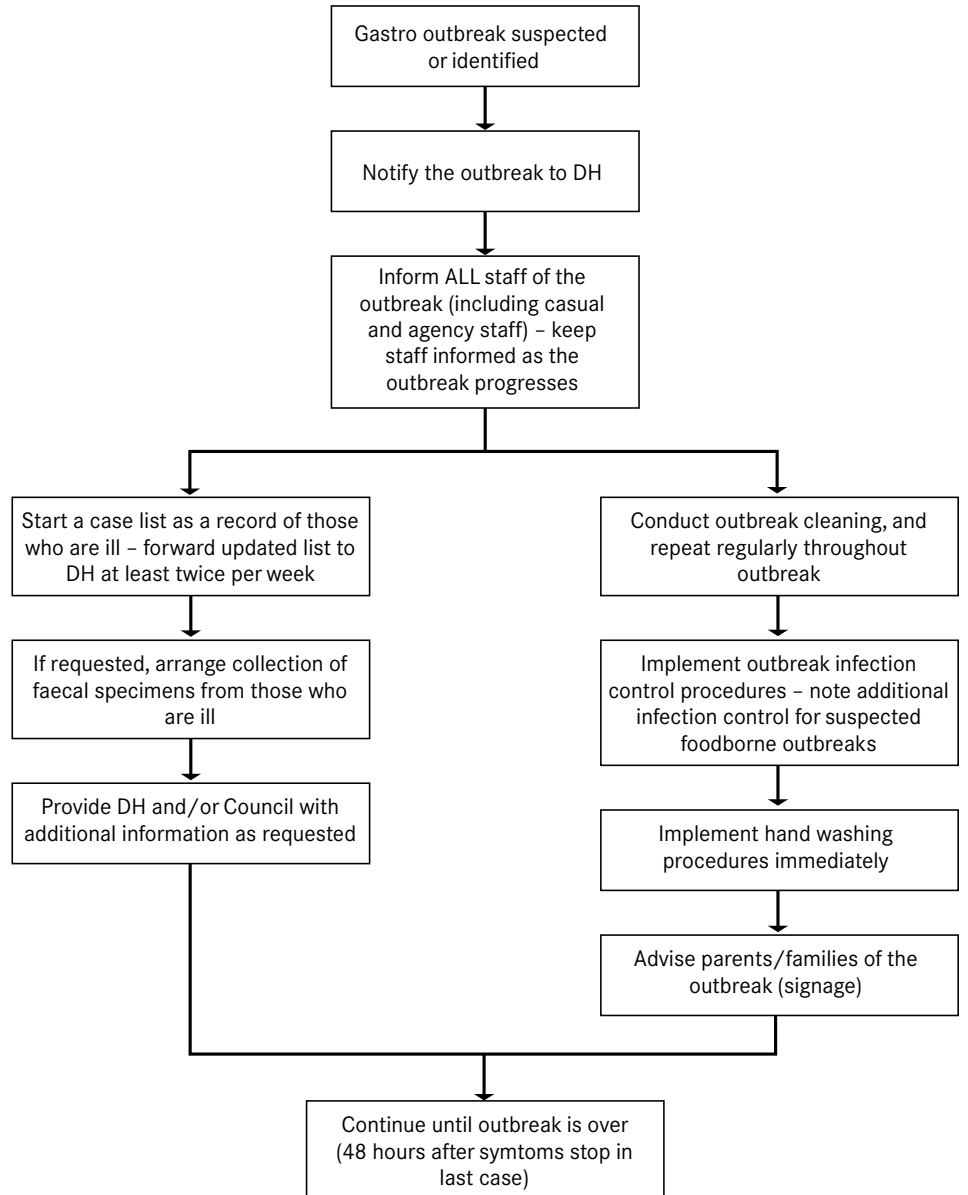 Gastro outbreak suspected
or identified
Notify the outbreak to DH
Inform ALL staff of the
outbreak (including casual
and agency staff) – keep
staff informed as the
outbreak progresses
Start a case list as a record of those
who are ill – forward updated list to
DH at least twice per week
If requested, arrange collection of
faecal specimens from those who
are ill
Provide DH and/or Council with
additional information as requested
Conduct outbreak cleaning, and
repeat regularly throughout
outbreak
Implement outbreak infection
control procedures – note additional
infection control for suspected
foodborne outbreaks
Implement hand washing
procedures immediately
Advise parents/families of the
outbreak (signage)
Continue until outbreak is over
(48 hours after symtoms stop in
last case)